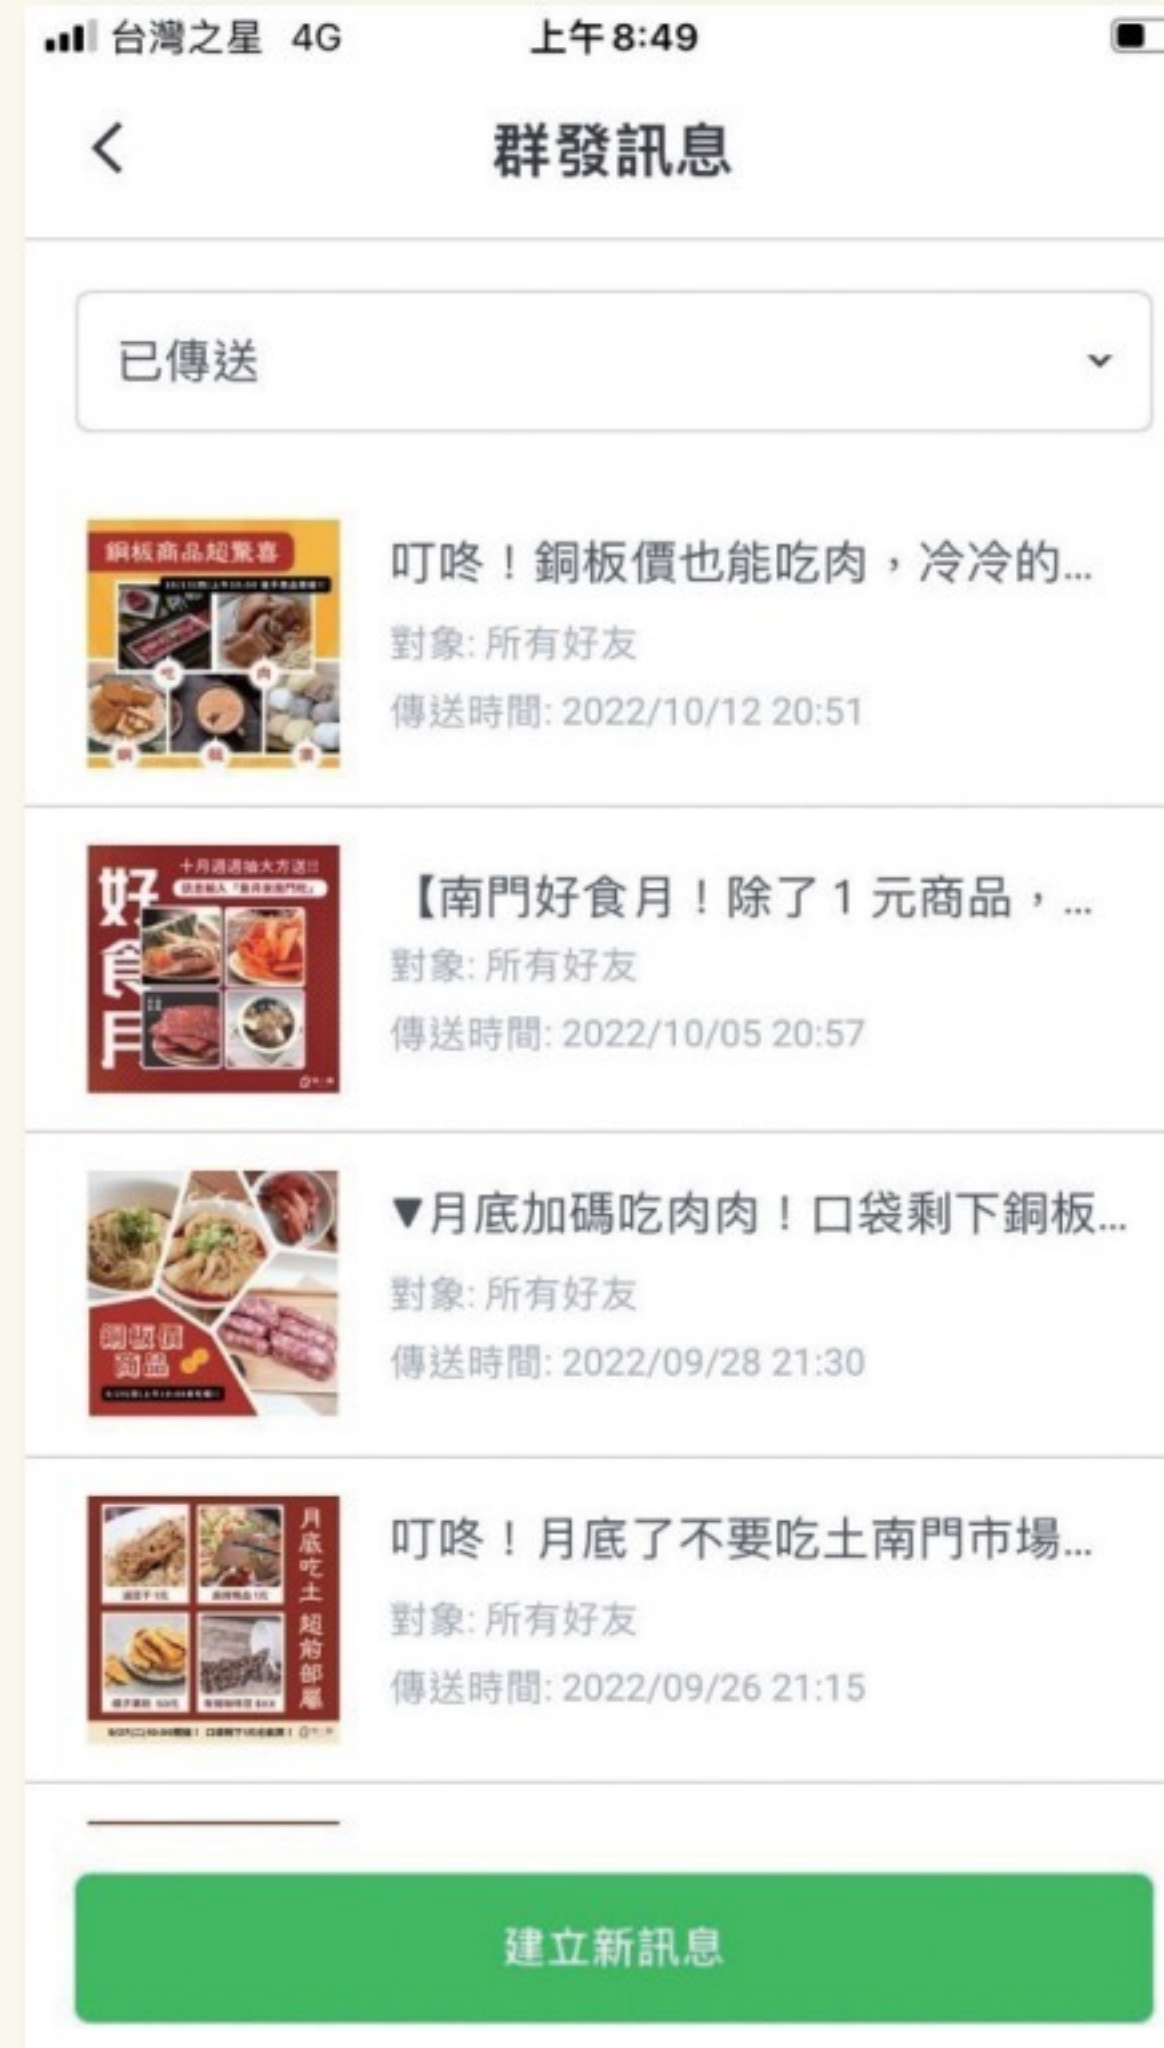 台灣之星 4G 上午8:49
群發訊息
已傳送
銅板商品超驚喜
吃 肉
叮咚！銅板價也能吃肉，冷冷的...
對象: 所有好友
傳送時間: 2022/10/12 20:51
十月週週抽大方送!!
好食月
【南門好食月！除了 1 元商品，...
對象: 所有好友
傳送時間: 2022/10/05 20:57
銅板價
商品
▼月底加碼吃肉肉！口袋剩下銅板...
對象: 所有好友
傳送時間: 2022/09/28 21:30
月底吃土 超前部屬
叮咚！月底了不要吃土南門市場...
對象: 所有好友
傳送時間: 2022/09/26 21:15
建立新訊息